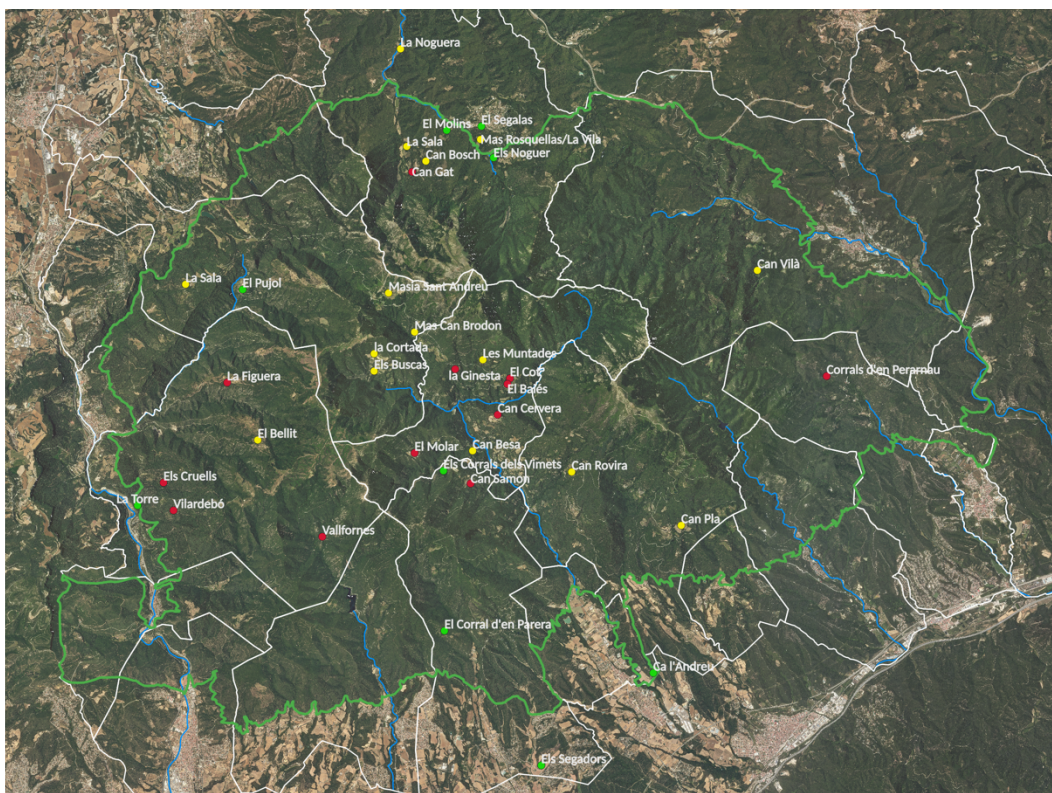 La Noguera
El Segalas
El Molins
Mas Rosquellas/La Vila
La Sala
Els Noguer
Can Bosch
Can Gat
Can Vilà
La Sala
El Pujol
Masia Sant Andreu
Mas Can Brodon
la Cortada
Les Muntades
Els Buscas
la Ginesta
El Cof
Corrals d'en Perarnau
La Figuera
El Balés
Can Cervera
El Bellit
El Molar
Can Besa
Els Corrals dels Vimets
Can Rovira
Els Cruells
Can Samon
La Torre
Vilardebó
Can Pla
Vallfornes
El Corral d'en Parera
Ca l'Andreu
Els Segadors